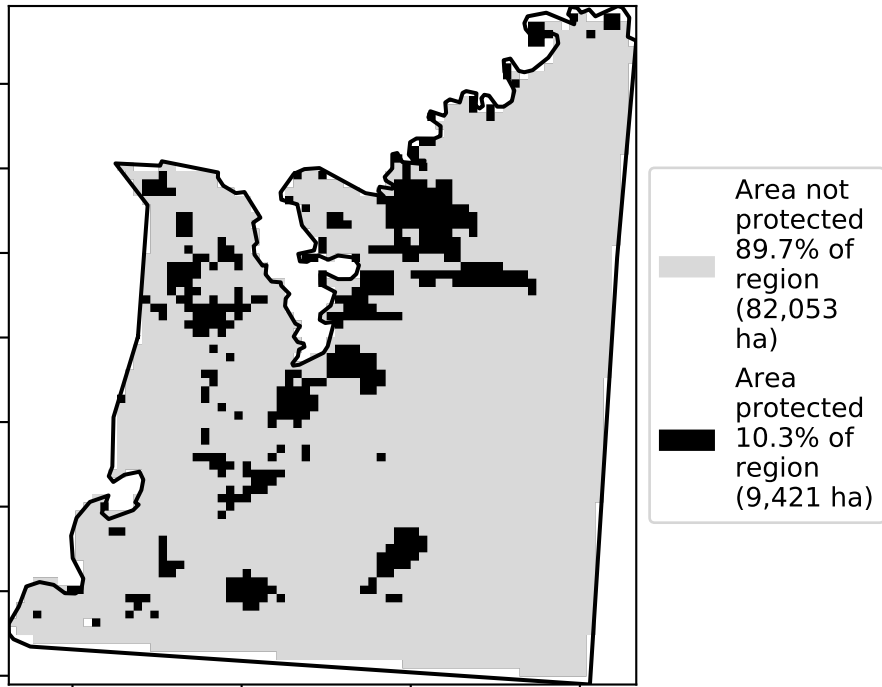 Area not
protected
89.7% of
region
(82,053
ha)
Area
protected
10.3% of
region
(9,421 ha)